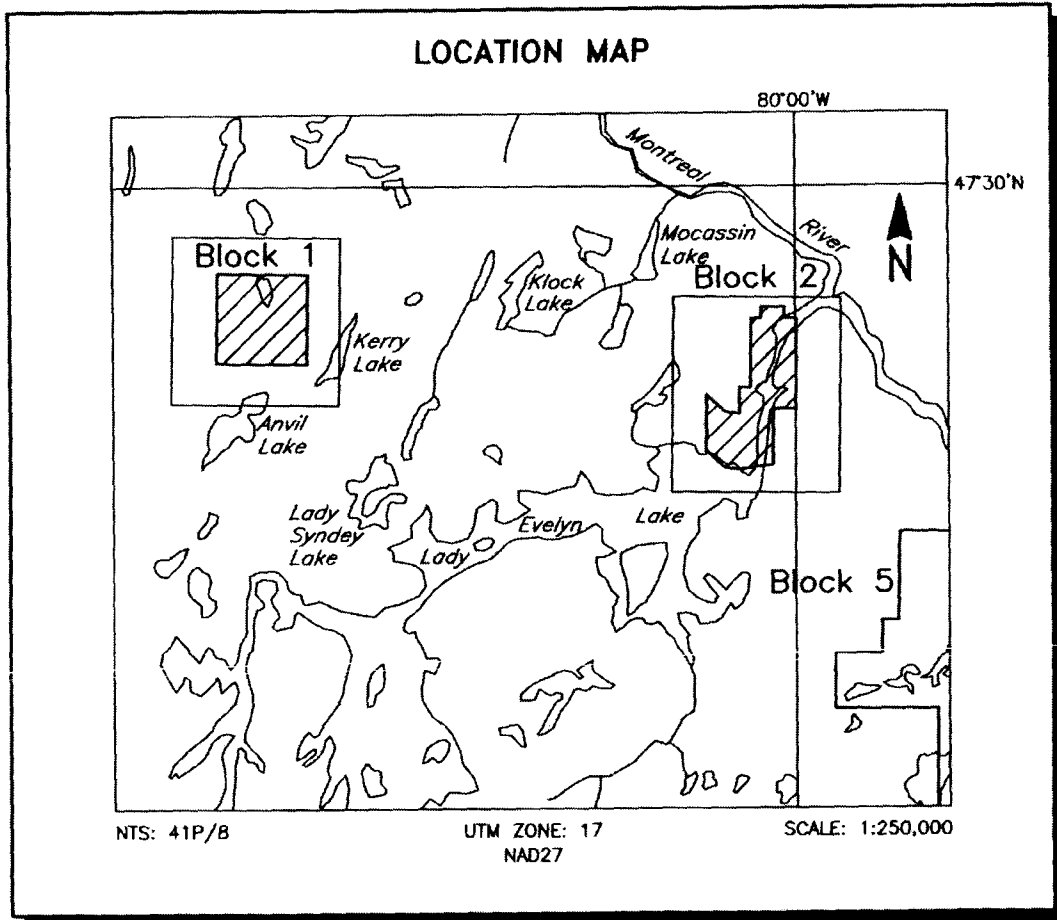 LOCATION MAP
80°00'W
47°30'N
Montreal
River
N
Mocassin
Lake
Block 1
Block 2
Klock
Lake
Kerry
Lake
Anvil
Lake
Lady
Syndey
Lake
Lady
Evelyn
Lake
Block 5
NTS: 41P/8
UTM ZONE: 17
NAD27
SCALE: 1:250,000